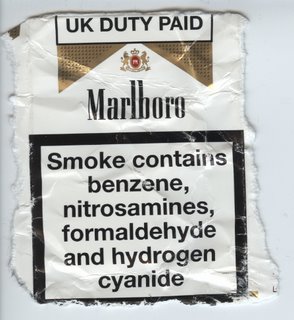 UK DUTY PAID
Marlboro
Smoke contains
benzene,
nitrosamines,
formaldehyde
and hydrogen
cyanide